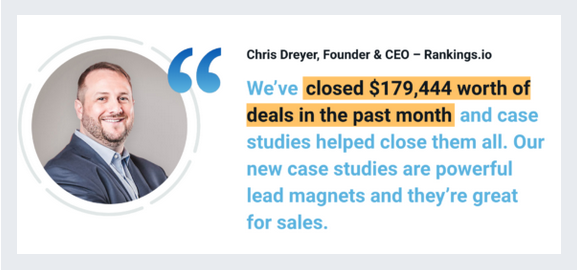 Chris Dreyer, Founder & CEO – Rankings.io
We’ve closed $179,444 worth of
deals in the past month and case
studies helped close them all. Our
new case studies are powerful
lead magnets and they’re great
for sales.